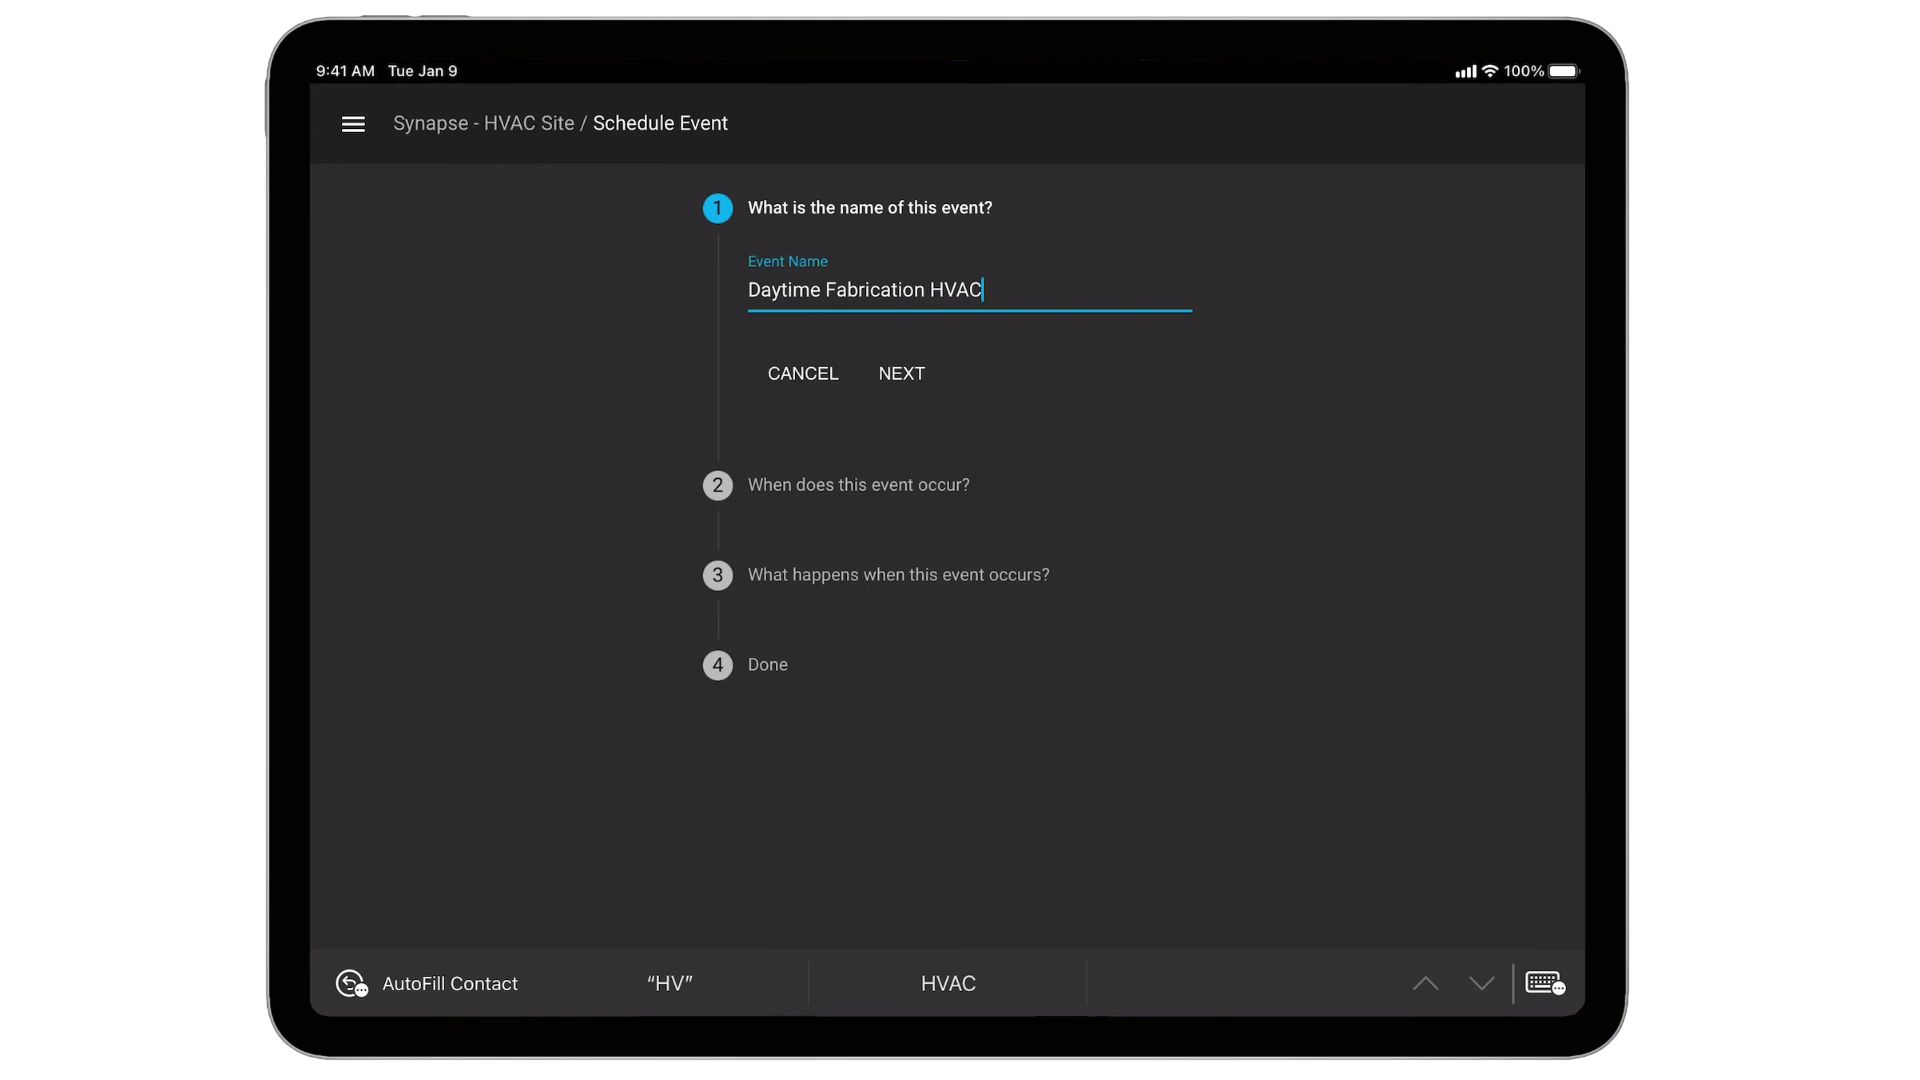 9:41 AM Tue Jan 9
100%
Synapse - HVAC Site / Schedule Event
1 What is the name of this event?
Event Name
Daytime Fabrication HVAC
CANCEL NEXT
2 When does this event occur?
3 What happens when this event occurs?
4 Done
AutoFill Contact “HV” HVAC